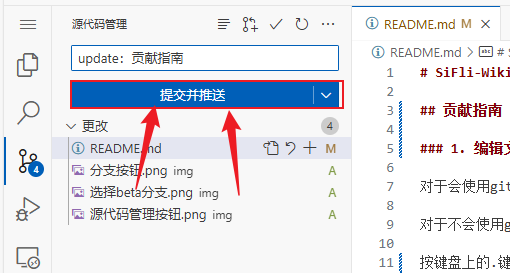 源代码管理
update：贡献指南
提交并推送
更改 4
README.md M
分支按钮.png img A
选择beta分支.png img A
源代码管理按钮.png img A
4
README.md M
README.md >
1 # SiFli-Wiki
2
3 ## 贡献指南
4
5 ### 1. 编辑
6
7 对于会使用git
8
9 对于不会使用g
10
11 按键盘上的.键